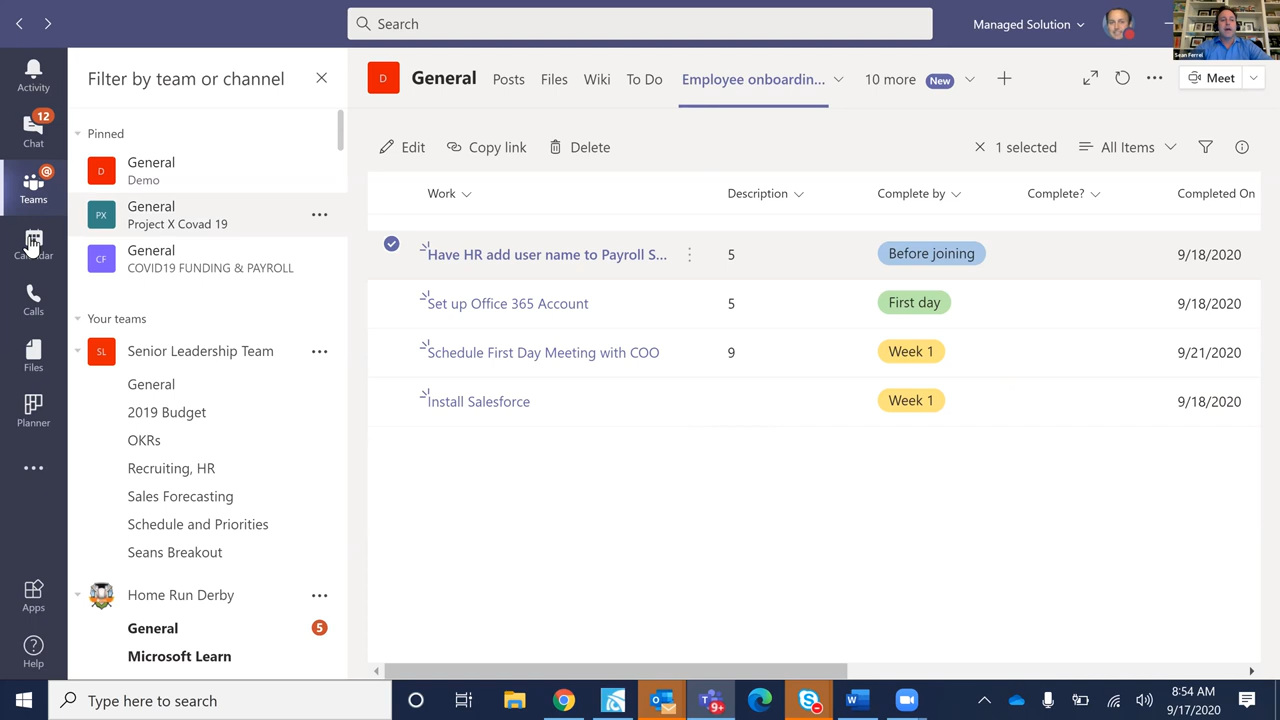 Search
Managed Solution
Sean Ferrel
Activity
12
Chat
Teams
Calendar
Calls
Files
Planner
Apps
Help
Filter by team or channel
Pinned
D
General
Demo
PX
General
Project X Covad 19
CF
General
COVID19 FUNDING & PAYROLL
Your teams
SL
Senior Leadership Team
General
2019 Budget
OKRs
Recruiting, HR
Sales Forecasting
Schedule and Priorities
Seans Breakout
Home Run Derby
General
5
Microsoft Learn
D
General
Posts
Files
Wiki
To Do
Employee onboardin...
10 more
New
Meet
Edit
Copy link
Delete
1 selected
All Items
Work
Description
Complete by
Complete?
Completed On
Have HR add user name to Payroll S...
5
Before joining
9/18/2020
Set up Office 365 Account
5
First day
9/18/2020
Schedule First Day Meeting with COO
9
Week 1
9/21/2020
Install Salesforce
Week 1
9/18/2020
Type here to search
9+
8:54 AM
9/17/2020